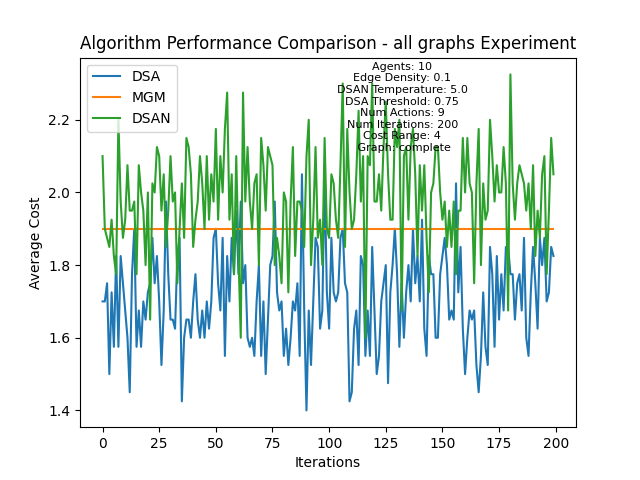 Algorithm Performance Comparison - all graphs Experiment
DSA
MGM
DSAN
Agents: 10
Edge Density: 0.1
DSAN Temperature: 5.0
DSA Threshold: 0.75
Num Actions: 9
Num Iterations: 200
Cost Range: 4
Graph: complete
Average Cost
2.2
2.0
1.8
1.6
1.4
0
25
50
75
100
125
150
175
200
Iterations